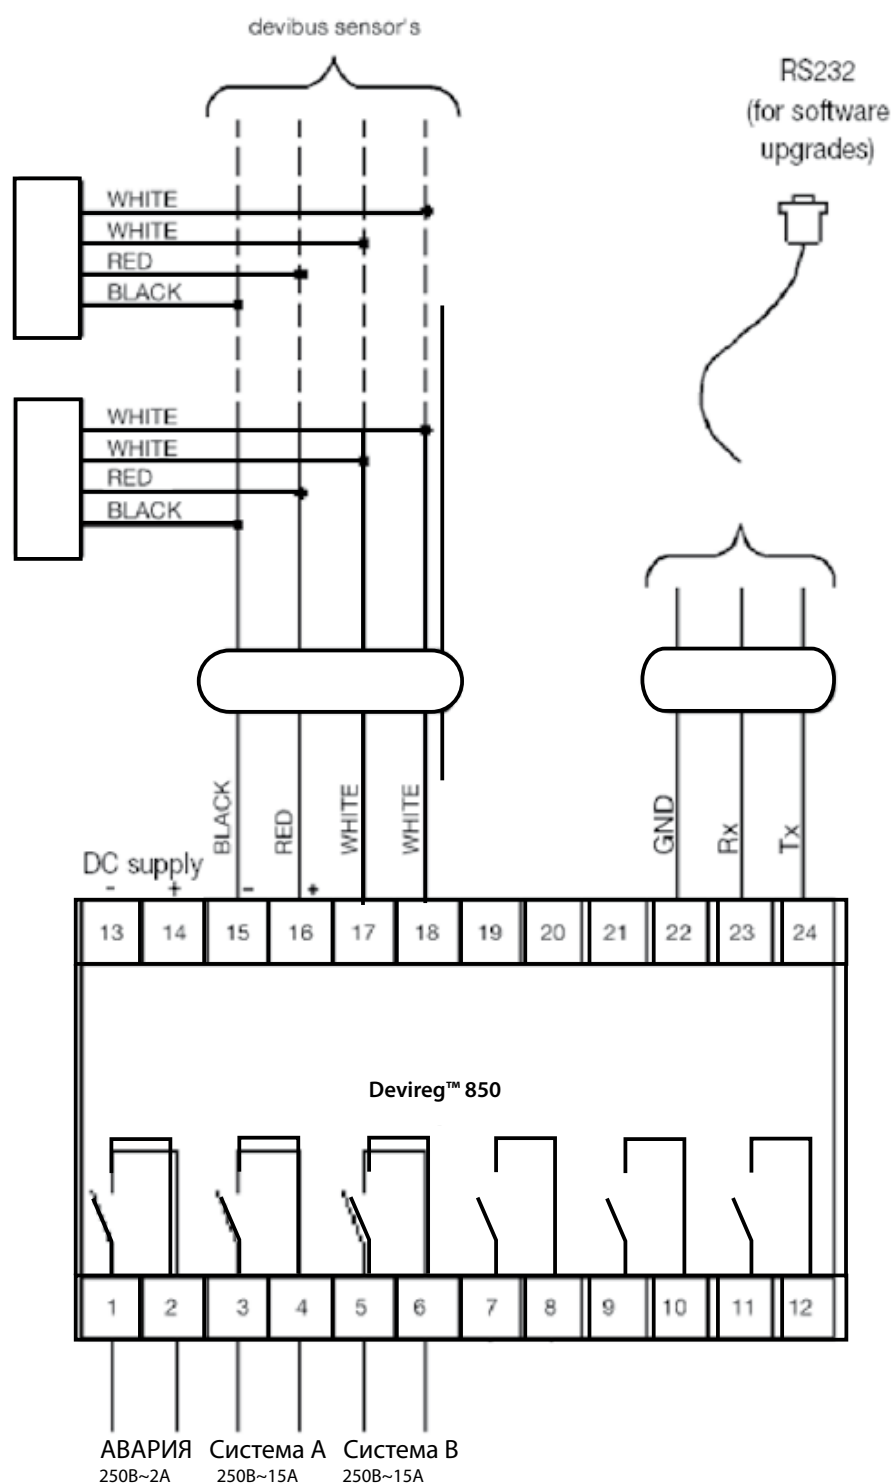 devibus sensor's
RS232
(for software
upgrades)
WHITE
WHITE
RED
BLACK
WHITE
WHITE
RED
BLACK
BLACK
RED
WHITE
WHITE
GND
Rx
Tx
DC supply
- + - +
13 14 15 16 17 18 19 20 21 22 23 24
Devireg™ 850
1 2 3 4 5 6 7 8 9 10 11 12
АВАРИЯ Система А Система В
250В~2А 250В~15А 250В~15А